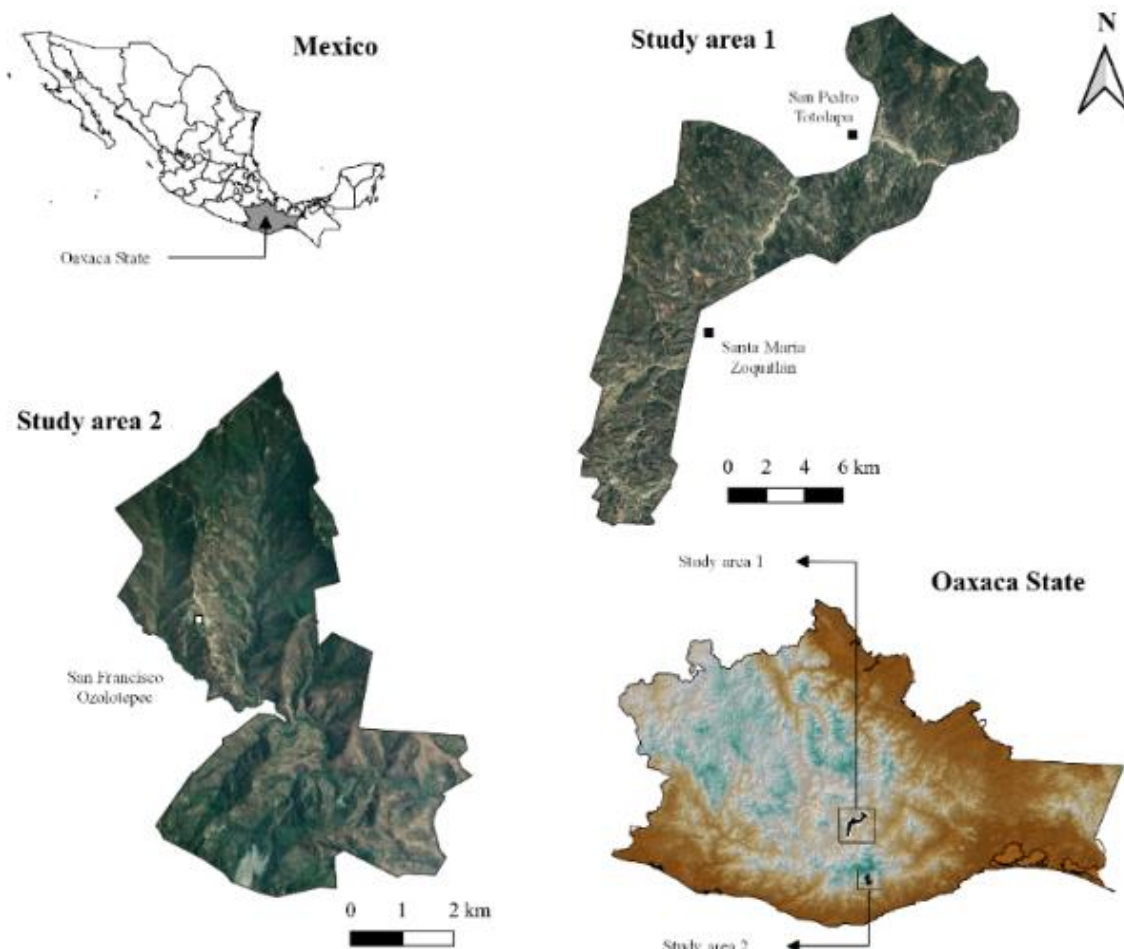 Mexico
Oaxaca State
Study area 1
N
San Pedro
Totolapa
Santa María
Zoquitlán
0 2 4 6 km
Study area 2
San Francisco
Ozolotepec
0 1 2 km
Study area 1
Oaxaca State
Study area 2